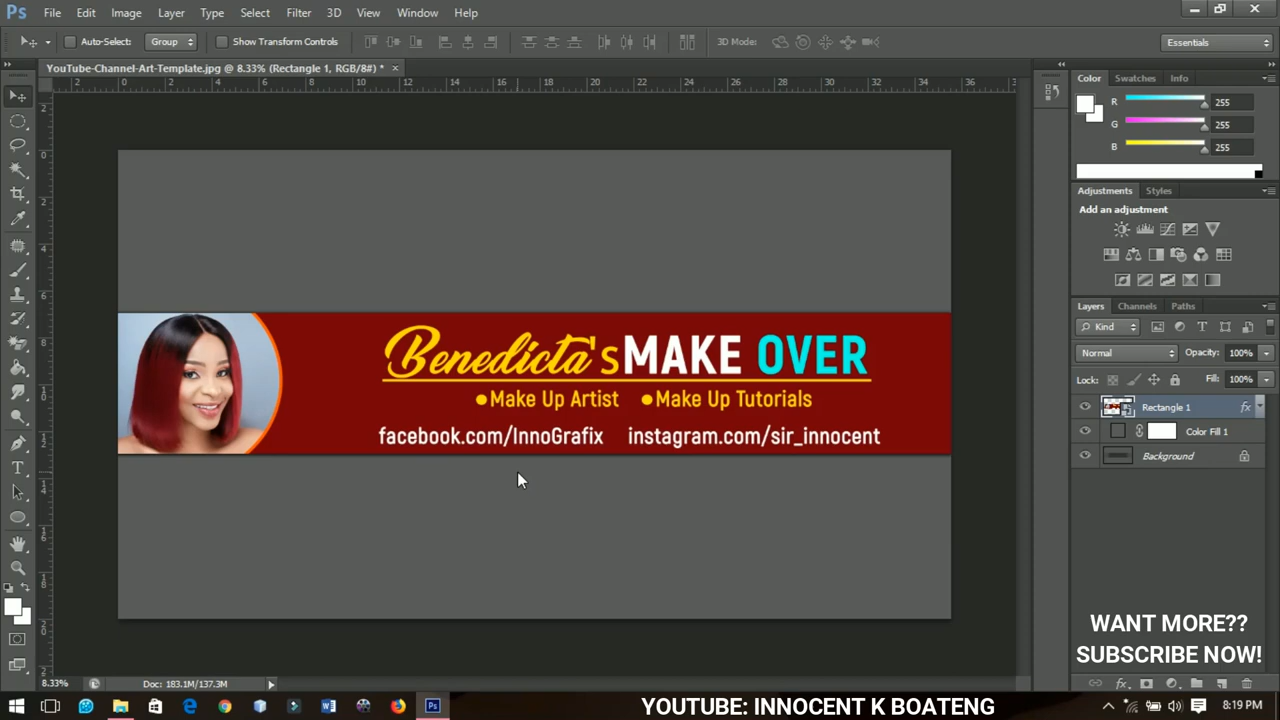 Ps File Edit Image Layer Type Select Filter 3D View Window Help
Auto-Select: Group Show Transform Controls 3D Mode: Essentials
YouTube-Channel-Art-Template.jpg @ 8.33% (Rectangle 1, RGB/8#) *
Color Swatches Info
R 255
G 255
B 255
Adjustments Styles
Add an adjustment
Layers Channels Paths
Kind
Normal Opacity: 100%
Lock: Fill: 100%
Rectangle 1 fx
Color Fill 1
Background
Benedicta's MAKE OVER
●Make Up Artist ●Make Up Tutorials
facebook.com/InnoGrafix instagram.com/sir_innocent
WANT MORE??
SUBSCRIBE NOW!
8.33% Doc: 183.1M/137.3M
YOUTUBE: INNOCENT K BOATENG
8:19 PM